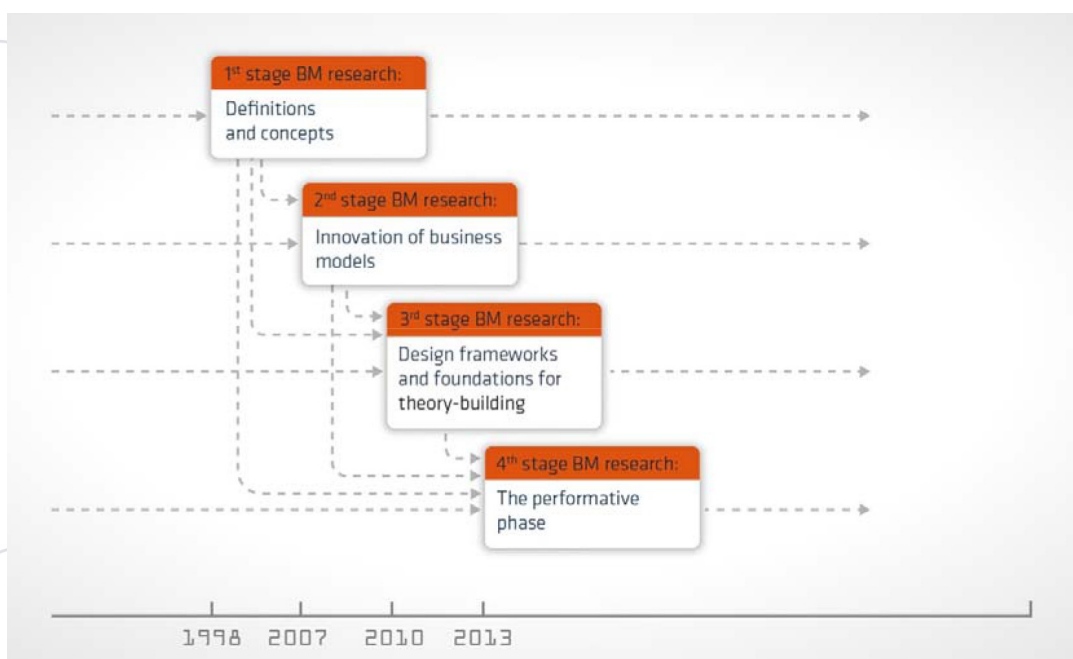 1st stage BM research:
Definitions
and concepts
2nd stage BM research:
Innovation of business
models
3rd stage BM research:
Design frameworks
and foundations for
theory-building
4th stage BM research:
The performative
phase
1998 2007 2010 2013